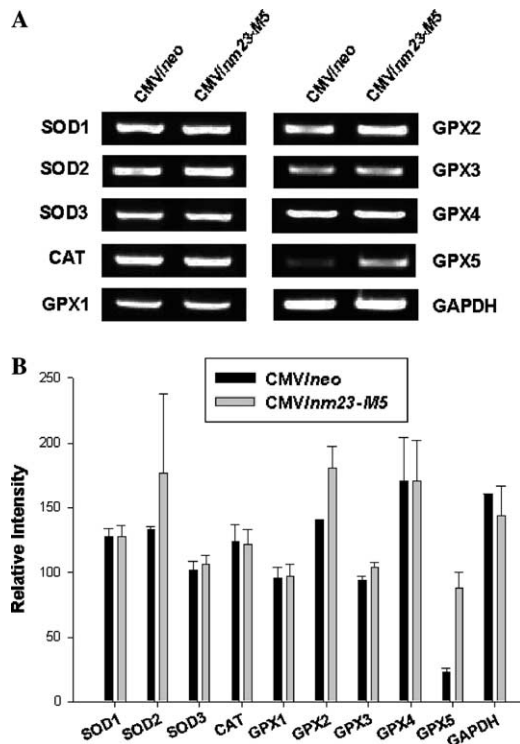 A
CMV/neo CMV/nm23-M5 CMV/neo CMV/nm23-M5
SOD1 GPX2
SOD2 GPX3
SOD3 GPX4
CAT GPX5
GPX1 GAPDH
B
CMV/neo
CMV/nm23-M5
250
200
150
100
50
0
Relative Intensity
SOD1 SOD2 SOD3 CAT GPX1 GPX2 GPX3 GPX4 GPX5 GAPDH